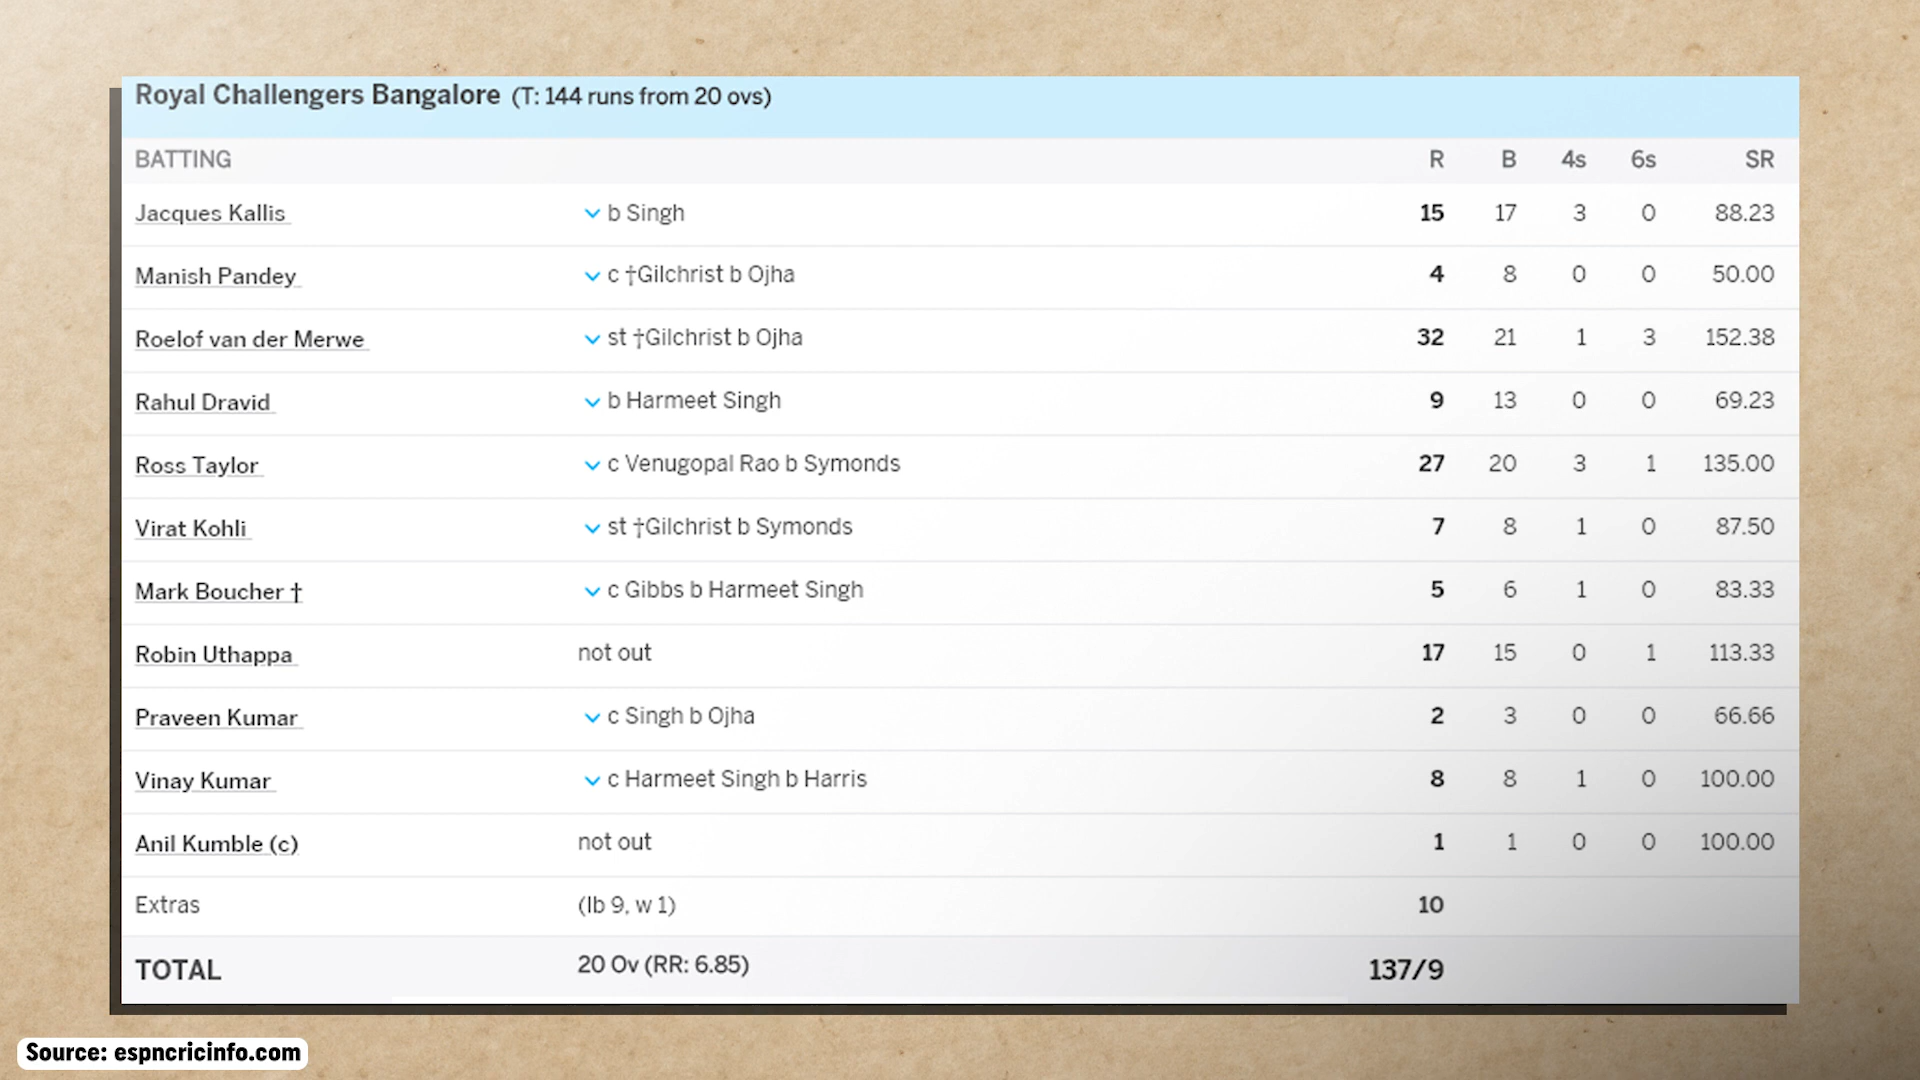 Royal Challengers Bangalore (T: 144 runs from 20 ovs)
BATTING R B 4s 6s SR
Jacques Kallis b Singh 15 17 3 0 88.23
Manish Pandey c †Gilchrist b Ojha 4 8 0 0 50.00
Roelof van der Merwe st †Gilchrist b Ojha 32 21 1 3 152.38
Rahul Dravid b Harmeet Singh 9 13 0 0 69.23
Ross Taylor c Venugopal Rao b Symonds 27 20 3 1 135.00
Virat Kohli st †Gilchrist b Symonds 7 8 1 0 87.50
Mark Boucher † c Gibbs b Harmeet Singh 5 6 1 0 83.33
Robin Uthappa not out 17 15 0 1 113.33
Praveen Kumar c Singh b Ojha 2 3 0 0 66.66
Vinay Kumar c Harmeet Singh b Harris 8 8 1 0 100.00
Anil Kumble (c) not out 1 1 0 0 100.00
Extras (lb 9, w 1) 10
TOTAL 20 Ov (RR: 6.85) 137/9
Source: espncricinfo.com